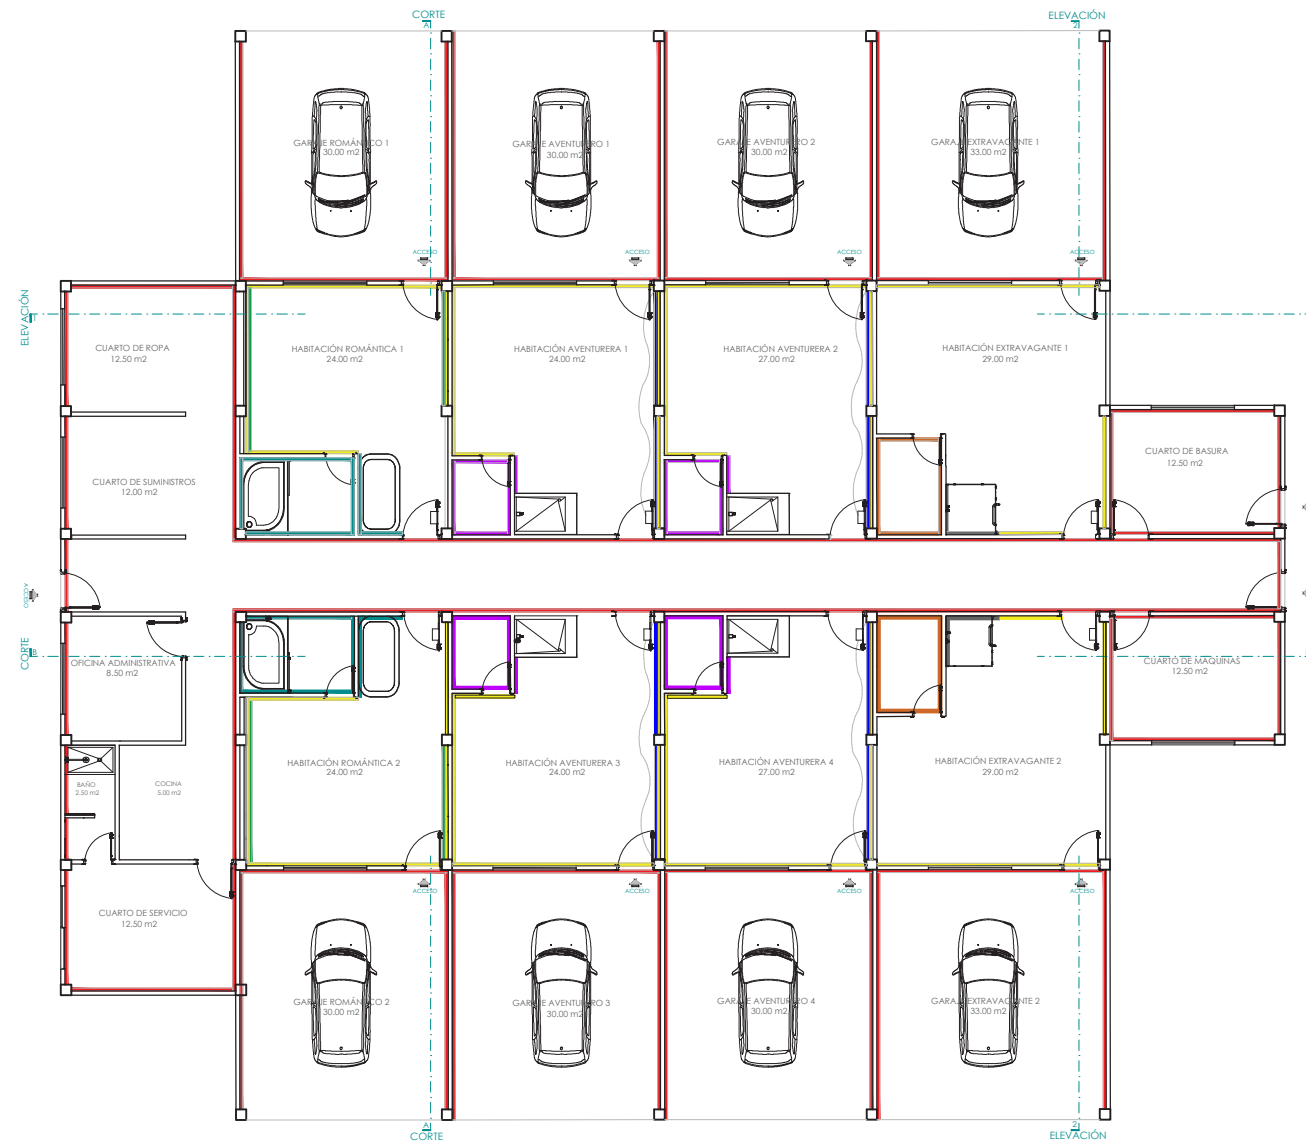 CORTE
A
ELEVACIÓN
2
GARAJE ROMÁNTICO 1
30.00 m2
GARAJE AVENTURERO 1
30.00 m2
GARAJE AVENTURERO 2
30.00 m2
GARAJE EXTRAVAGANTE 1
33.00 m2
ACCESO
ACCESO
ACCESO
ACCESO
ELEVACIÓN
1
CUARTO DE ROPA
12.50 m2
HABITACIÓN ROMÁNTICA 1
24.00 m2
HABITACIÓN AVENTURERA 1
24.00 m2
HABITACIÓN AVENTURERA 2
27.00 m2
HABITACIÓN EXTRAVAGANTE 1
29.00 m2
CUARTO DE SUMINISTROS
12.00 m2
CUARTO DE BASURA
12.50 m2
ACCESO
CORTE
B
OFICINA ADMINISTRATIVA
8.50 m2
CUARTO DE MAQUINAS
12.50 m2
BAÑO
2.50 m2
COCINA
5.00 m2
HABITACIÓN ROMÁNTICA 2
24.00 m2
HABITACIÓN AVENTURERA 3
24.00 m2
HABITACIÓN AVENTURERA 4
27.00 m2
HABITACIÓN EXTRAVAGANTE 2
29.00 m2
ACCESO
ACCESO
ACCESO
ACCESO
CUARTO DE SERVICIO
12.50 m2
GARAJE ROMÁNTICO 2
30.00 m2
GARAJE AVENTURERO 3
30.00 m2
GARAJE AVENTURERO 4
30.00 m2
GARAJE EXTRAVAGANTE 2
33.00 m2
A
CORTE
2
ELEVACIÓN